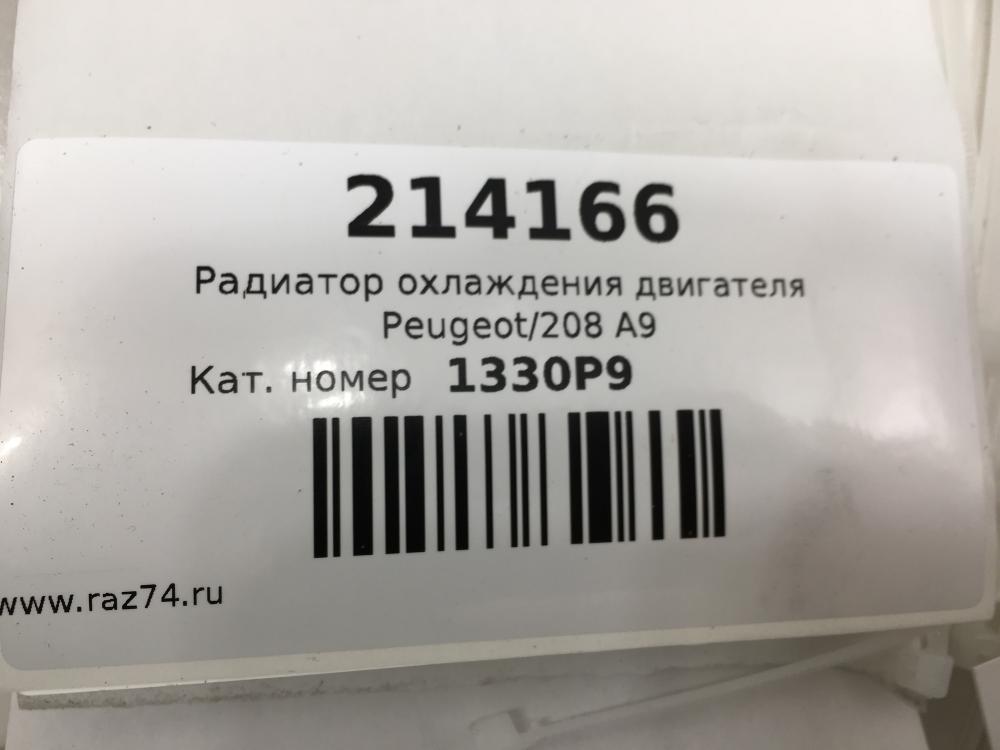 214166
Радиатор охлаждения двигателя
Peugeot/208 A9
Кат. номер 1330P9
www.raz74.ru